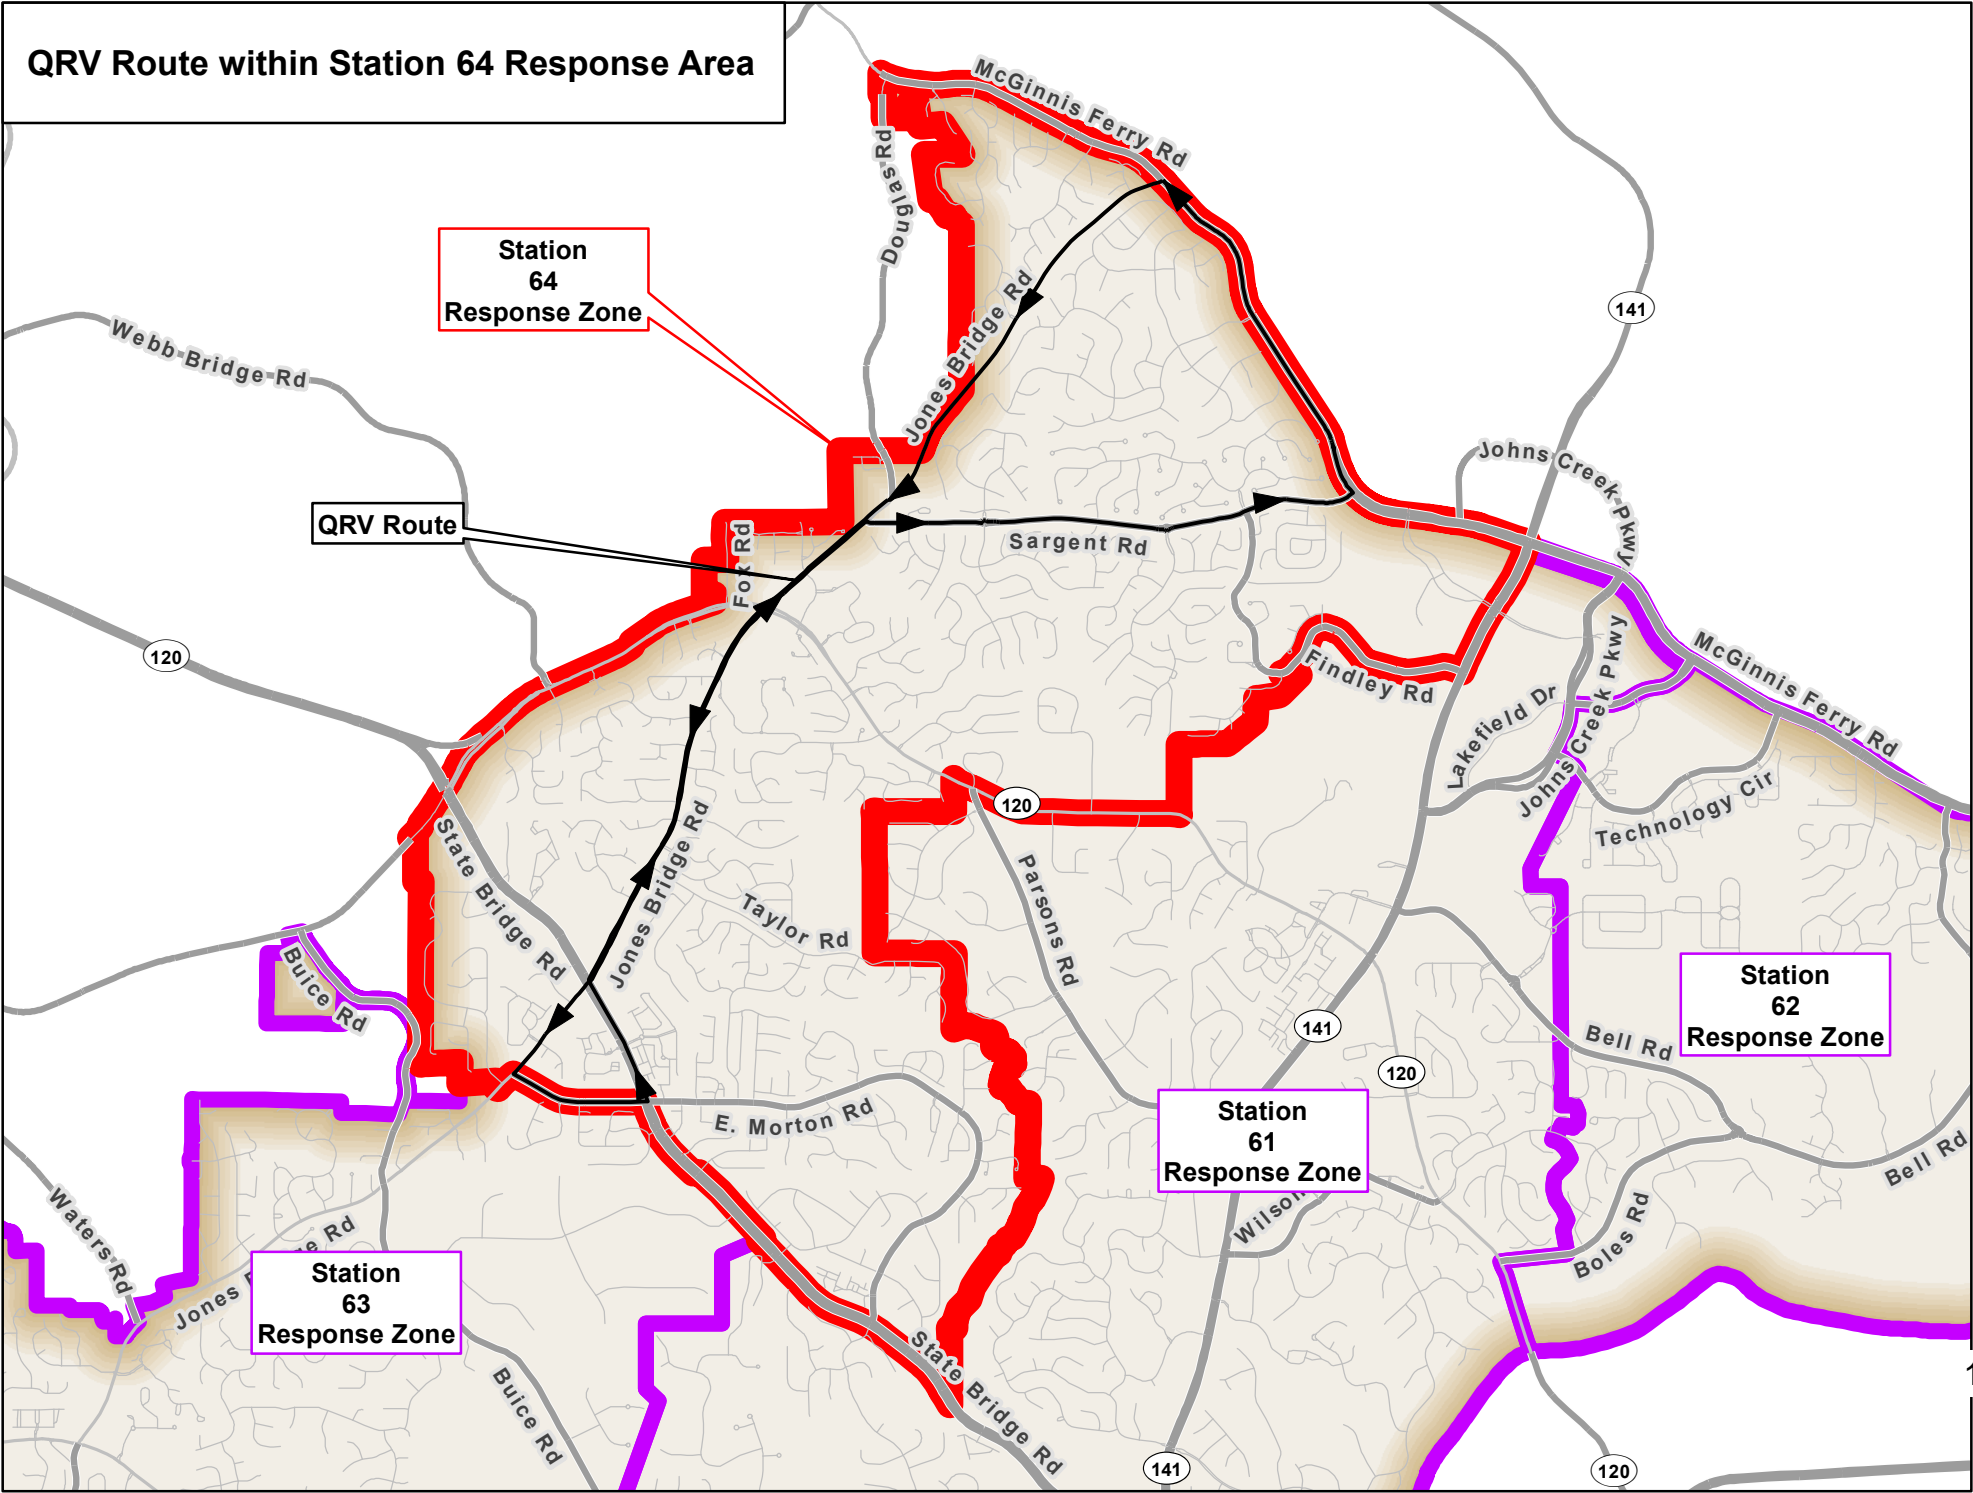 QRV Route within Station 64 Response Area
McGinnis Ferry Rd
Douglas Rd
Station
64
Response Zone
141
Webb Bridge Rd
Jones Bridge Rd
Johns Creek Pkwy
QRV Route
Fox Rd
Sargent Rd
120
Findley Rd
Lakefield Dr
Johns Creek Pkwy
McGinnis Ferry Rd
Technology Cir
120
State Bridge Rd
Jones Bridge Rd
Taylor Rd
Parsons Rd
Buice Rd
Station
62
Response Zone
141
Bell Rd
120
E. Morton Rd
Station
61
Response Zone
Bell Rd
Waters Rd
Wilson
Boles Rd
Station
63
Response Zone
Jones
ge Rd
State Bridge Rd
Buice Rd
141
120